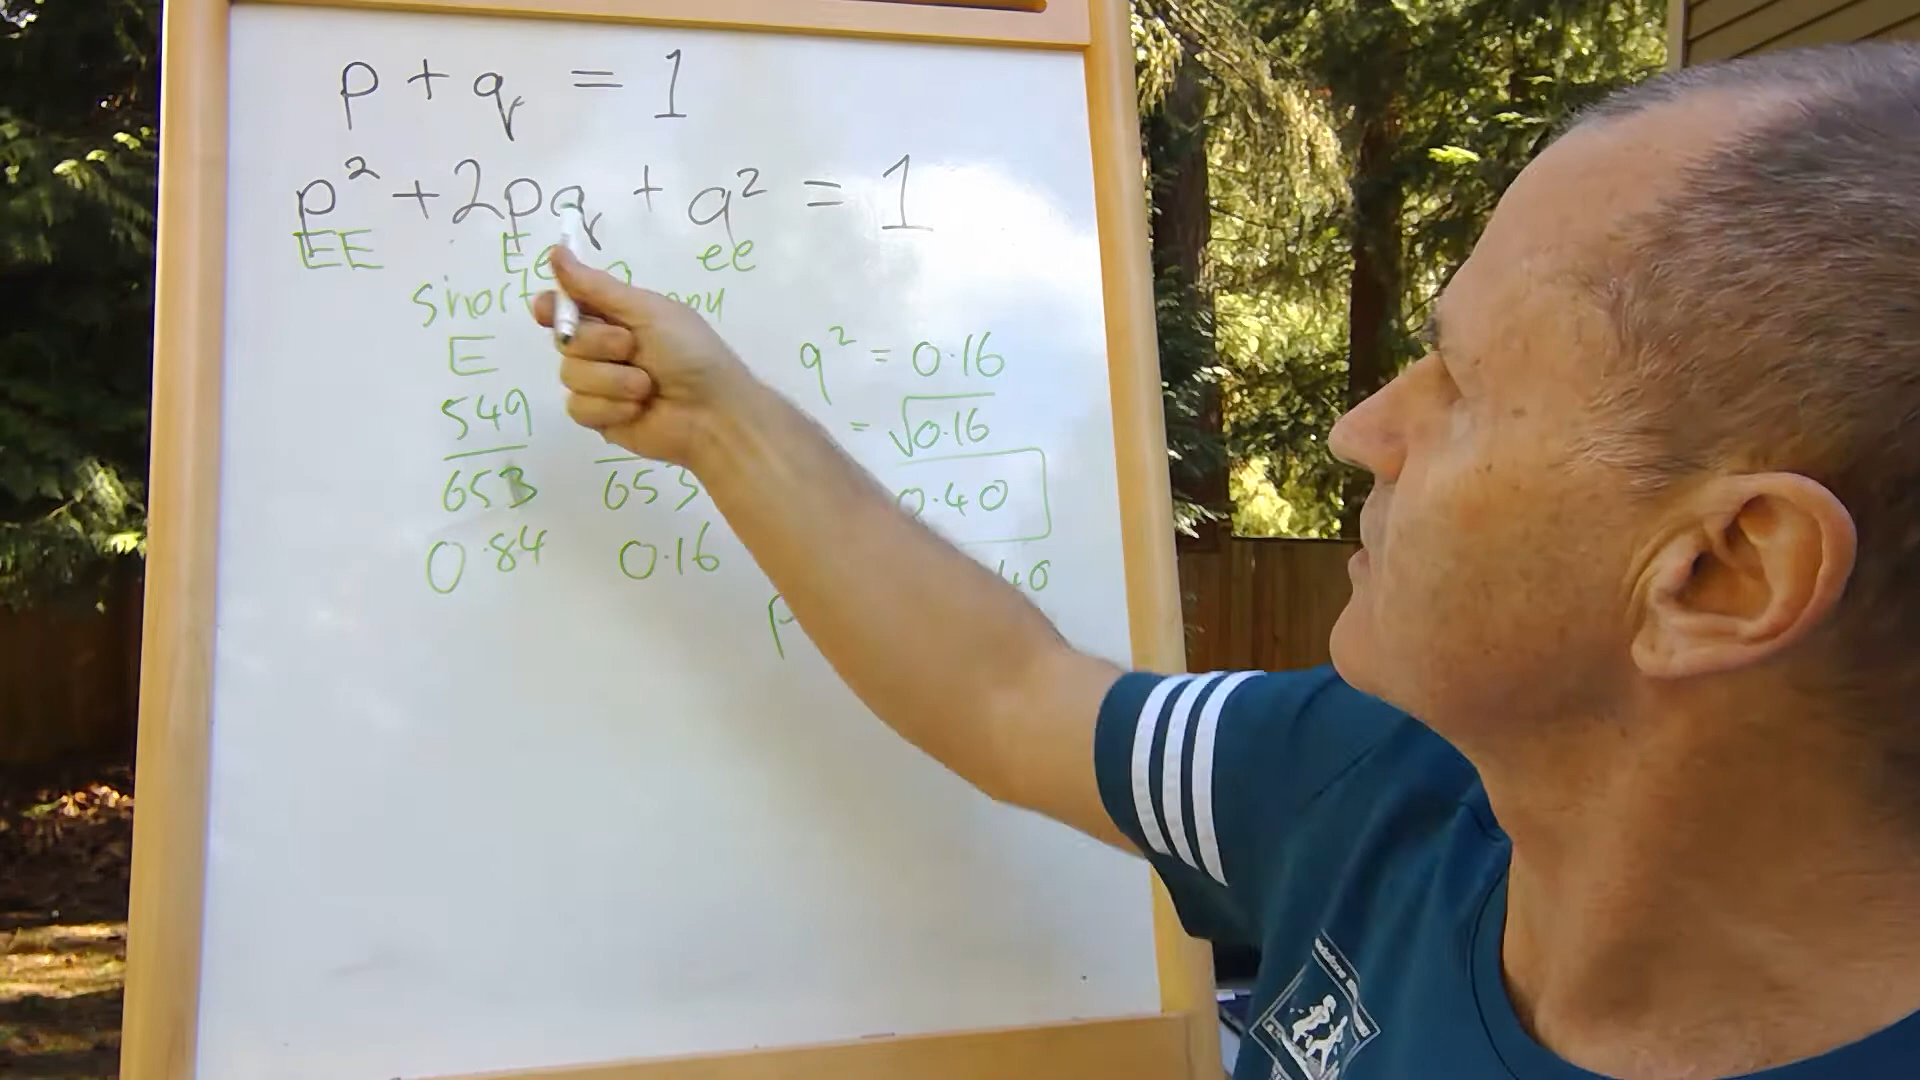 p + q = 1
p² + 2pq + q² = 1
EE Ee ee
short
E
549
653 653
0.84 0.16
q² = 0.16
= √0.16
0.40